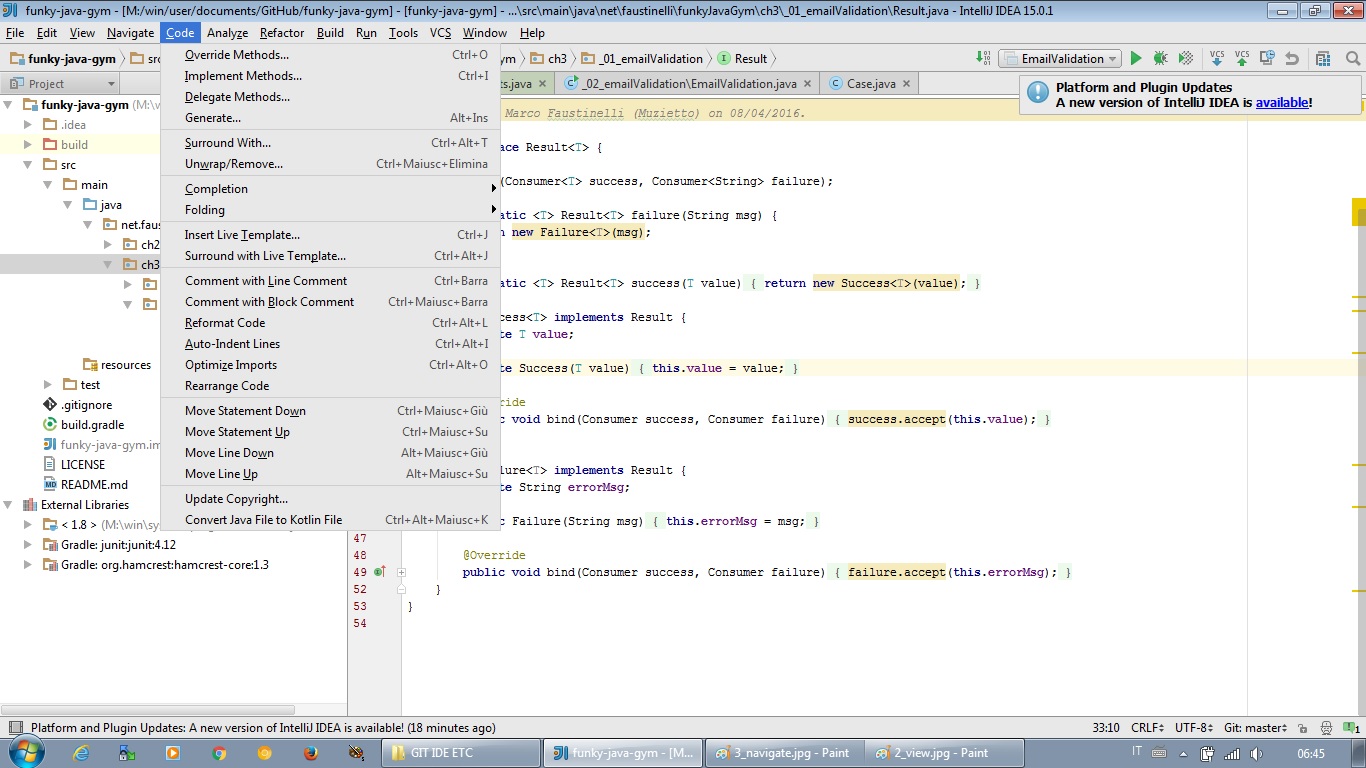 funky-java-gym - [M:/win/user/documents/GitHub/funky-java-gym] - [funky-java-gym] - ...\src\main\java\net\faustinelli\funkyJavaGym\ch3\_01_emailValidation\Result.java - IntelliJ IDEA 15.0.1
File Edit View Navigate Code Analyze Refactor Build Run Tools VCS Window Help
funky-java-gym src ym ch3 _01_emailValidation Result EmailValidation VCS VCS
Project
ts.java _02_emailValidation\EmailValidation.java Case.java
Platform and Plugin Updates
A new version of IntelliJ IDEA is available!
funky-java-gym (M:\w
.idea
build
src
main
java
net.faus
ch2
ch3
resources
test
.gitignore
build.gradle
funky-java-gym.im
LICENSE
README.md
External Libraries
< 1.8 > (M:\win\sy
Gradle: junit:junit:4.12
Gradle: org.hamcrest:hamcrest-core:1.3
Override Methods... Ctrl+O
Implement Methods... Ctrl+I
Delegate Methods...
Generate... Alt+Ins
Surround With... Ctrl+Alt+T
Unwrap/Remove... Ctrl+Maiusc+Elimina
Completion
Folding
Insert Live Template... Ctrl+J
Surround with Live Template... Ctrl+Alt+J
Comment with Line Comment Ctrl+Barra
Comment with Block Comment Ctrl+Maiusc+Barra
Reformat Code Ctrl+Alt+L
Auto-Indent Lines Ctrl+Alt+I
Optimize Imports Ctrl+Alt+O
Rearrange Code
Move Statement Down Ctrl+Maiusc+Giù
Move Statement Up Ctrl+Maiusc+Su
Move Line Down Alt+Maiusc+Giù
Move Line Up Alt+Maiusc+Su
Update Copyright...
Convert Java File to Kotlin File Ctrl+Alt+Maiusc+K
Marco Faustinelli (Muzietto) on 08/04/2016.
ace Result<T> {
(Consumer<T> success, Consumer<String> failure);
atic <T> Result<T> failure(String msg) {
n new Failure<T>(msg);
atic <T> Result<T> success(T value) { return new Success<T>(value); }
cess<T> implements Result {
te T value;
te Success(T value) { this.value = value; }
ride
c void bind(Consumer success, Consumer failure) { success.accept(this.value); }
lure<T> implements Result {
te String errorMsg;
c Failure(String msg) { this.errorMsg = msg; }
47
48 @Override
49 public void bind(Consumer success, Consumer failure) { failure.accept(this.errorMsg); }
52 }
53 }
54
Platform and Plugin Updates: A new version of IntelliJ IDEA is available! (18 minutes ago) 33:10 CRLF UTF-8 Git: master 1
GIT IDE ETC funky-java-gym - [M... 3_navigate.jpg - Paint 2_view.jpg - Paint IT 06:45